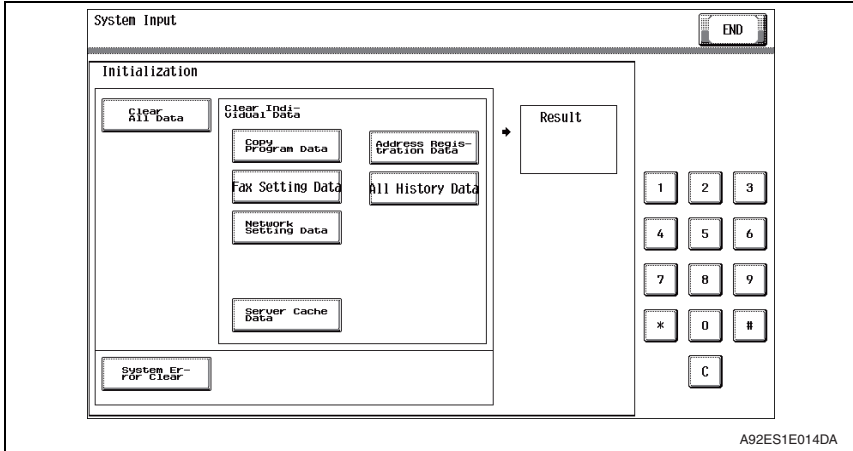 System Input
END
Initialization
Clear
All Data
Clear Indi-
vidual Data
Copy
Program Data
Address Regis-
tration Data
Fax Setting Data
All History Data
Network
Setting Data
Server Cache
Data
System Er-
ror Clear
Result
1 2 3
4 5 6
7 8 9
* 0 #
C
A92ES1E014DA